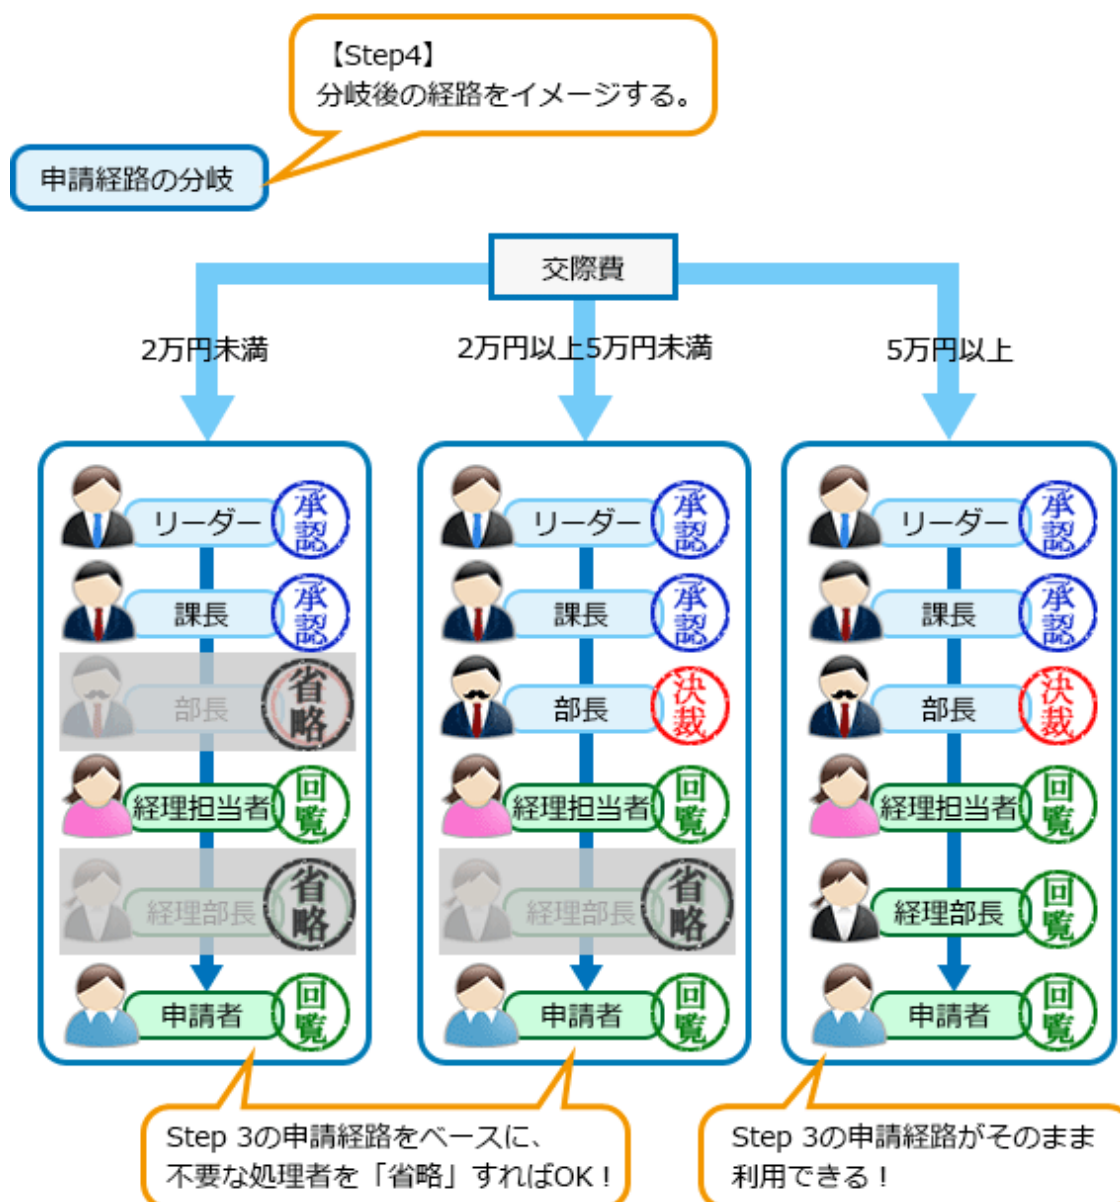 【Step4】
分岐後の経路をイメージする。
申請経路の分岐
交際費
2万円未満
2万円以上5万円未満
5万円以上
リーダー
承認
課長
承認
部長
省略
経理担当者
回覧
経理部長
省略
申請者
回覧
リーダー
承認
課長
承認
部長
決裁
経理担当者
回覧
経理部長
省略
申請者
回覧
リーダー
承認
課長
承認
部長
決裁
経理担当者
回覧
経理部長
回覧
申請者
回覧
Step 3の申請経路をベースに、
不要な処理者を「省略」すればOK！
Step 3の申請経路がそのまま
利用できる！